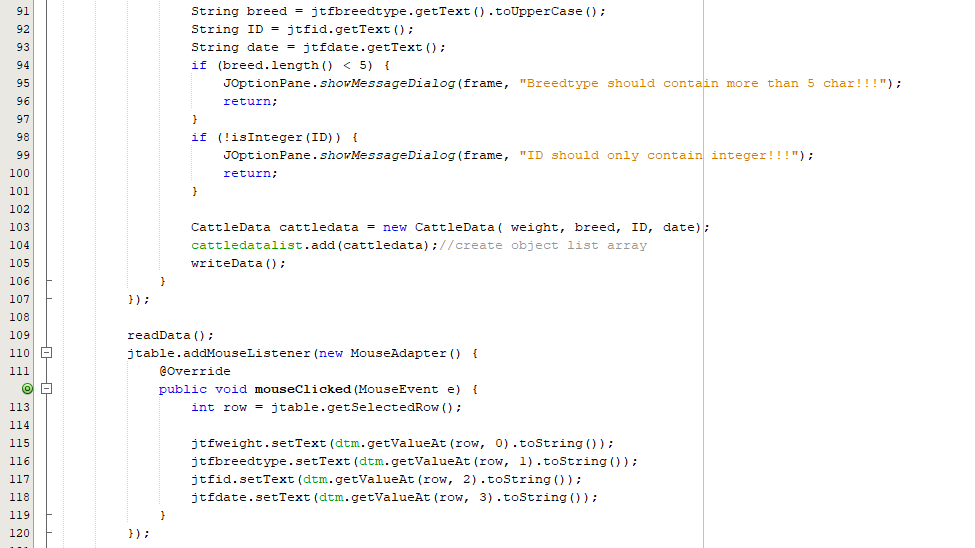 91 String breed = jtfbreedtype.getText().toUpperCase();
92 String ID = jtfid.getText();
93 String date = jtfdate.getText();
94 if (breed.length() < 5) {
95 JOptionPane.showMessageDialog(frame, "Breedtype should contain more than 5 char!!!");
96 return;
97 }
98 if (!isInteger(ID)) {
99 JOptionPane.showMessageDialog(frame, "ID should only contain integer!!!");
100 return;
101 }
102
103 CattleData cattledata = new CattleData( weight, breed, ID, date);
104 cattledatalist.add(cattledata);//create object list array
105 writeData();
106 }
107 });
108
109 readData();
110 jtable.addMouseListener(new MouseAdapter() {
111 @Override
public void mouseClicked(MouseEvent e) {
113 int row = jtable.getSelectedRow();
114
115 jtfweight.setText(dtm.getValueAt(row, 0).toString());
116 jtfbreedtype.setText(dtm.getValueAt(row, 1).toString());
117 jtfid.setText(dtm.getValueAt(row, 2).toString());
118 jtfdate.setText(dtm.getValueAt(row, 3).toString());
119 }
120 });